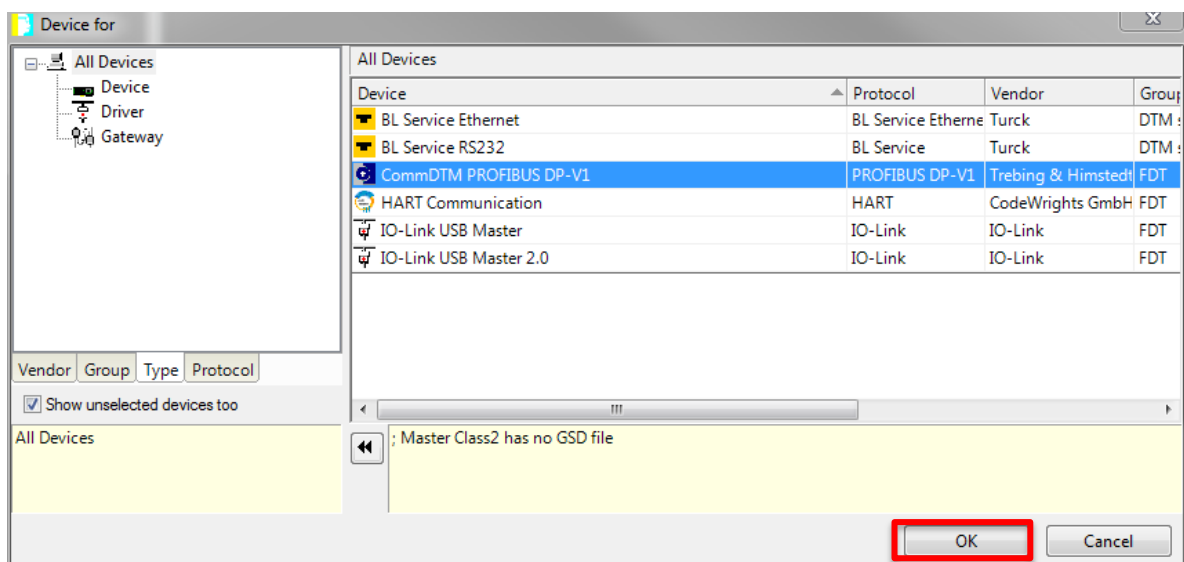 Device for
All Devices
Device
Driver
Gateway
Vendor Group Type Protocol
Show unselected devices too
All Devices
All Devices
Device Protocol Vendor Group
BL Service Ethernet BL Service Etherne Turck DTM
BL Service RS232 BL Service Turck DTM
CommDTM PROFIBUS DP-V1 PROFIBUS DP-V1 Trebing & Himstedt FDT
HART Communication HART CodeWrights GmbH FDT
IO-Link USB Master IO-Link IO-Link FDT
IO-Link USB Master 2.0 IO-Link IO-Link FDT
; Master Class2 has no GSD file
OK Cancel